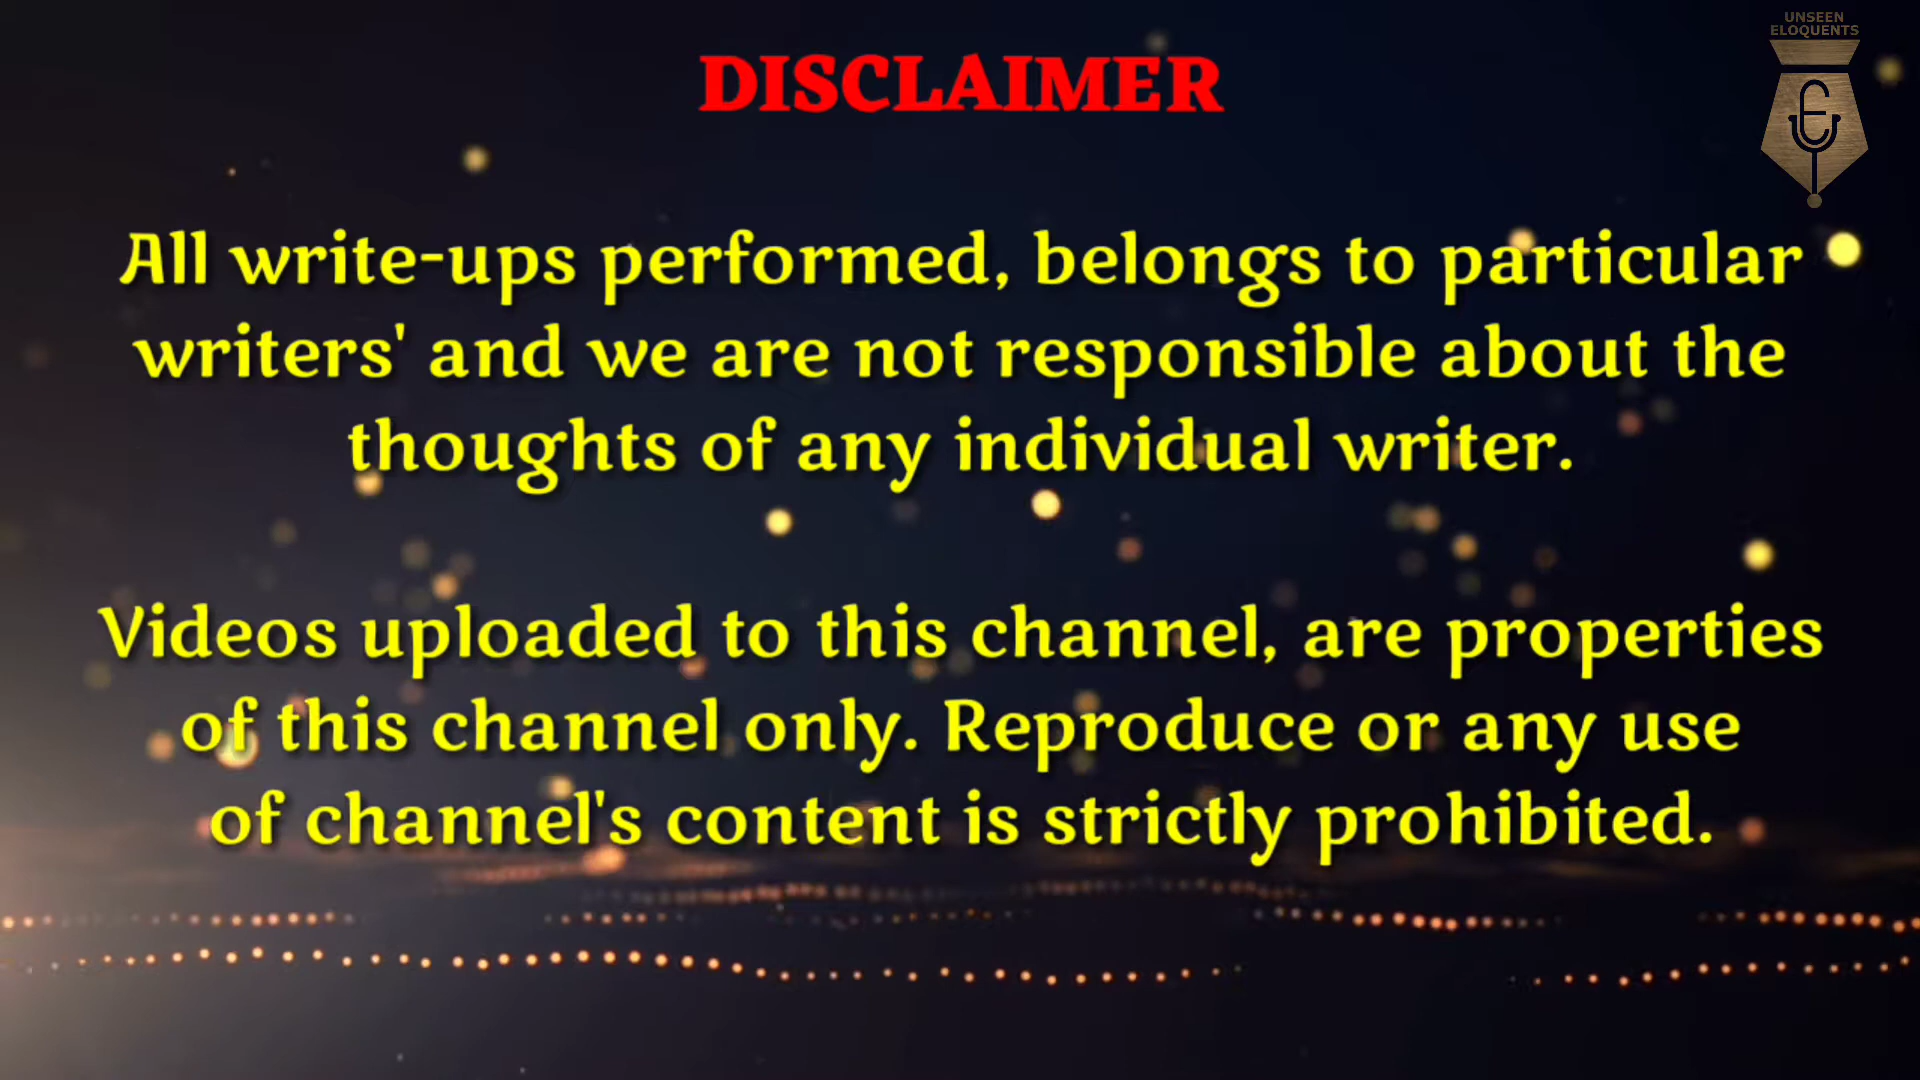 UNSEEN
ELOQUENTS
DISCLAIMER
All write-ups performed, belongs to particular
writers' and we are not responsible about the
thoughts of any individual writer.
Videos uploaded to this channel, are properties
of this channel only. Reproduce or any use
of channel's content is strictly prohibited.